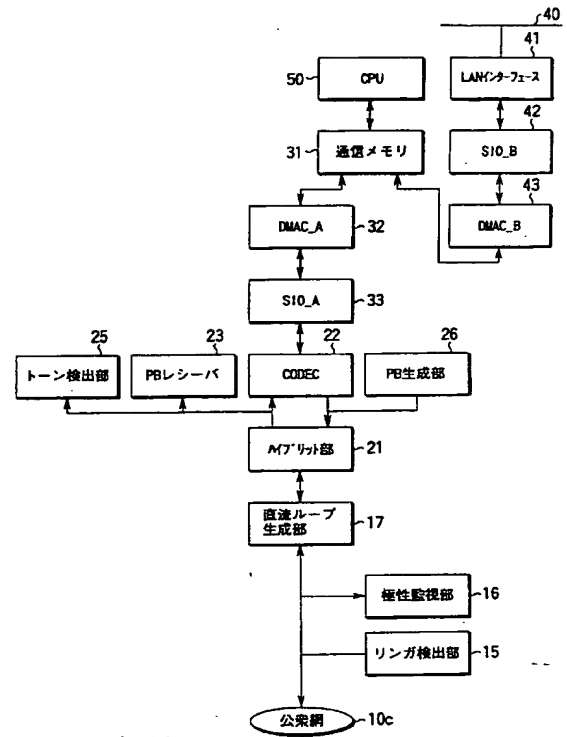 40
41
50
CPU
LANインターフェース
42
31
通信メモリ
SIO_B
43
DMAC_A
32
DMAC_B
SIO_A
33
25
23
22
26
トーン検出部
PBレシーバ
CODEC
PB生成部
ハイブリット部
21
直流ループ
生成部
17
極性監視部
16
リンガ検出部
15
公衆網
10c